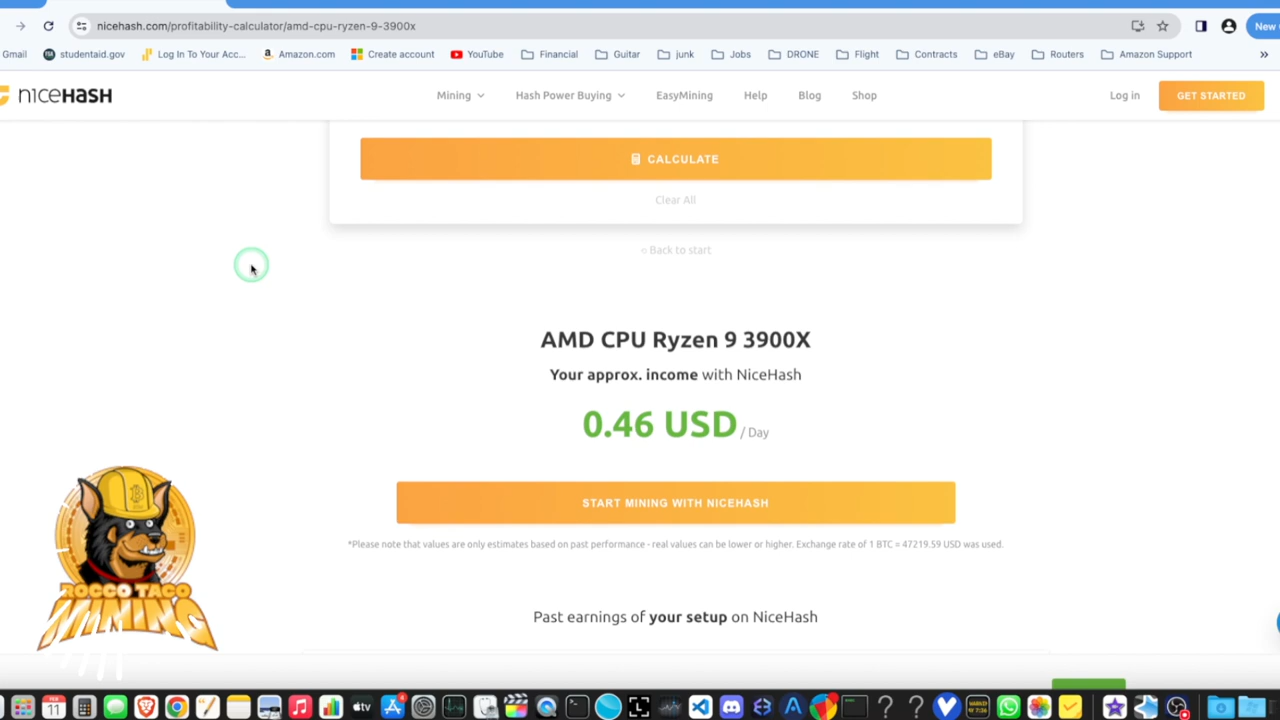 nicehash.com/profitability-calculator/amd-cpu-ryzen-9-3900x
New
Gmail studentaid.gov Log In To Your Acc... Amazon.com Create account YouTube Financial Guitar junk Jobs DRONE Flight Contracts eBay Routers Amazon Support »
NICEHASH Mining Hash Power Buying EasyMining Help Blog Shop Log in GET STARTED
CALCULATE
Clear All
Back to start
AMD CPU Ryzen 9 3900X
Your approx. income with NiceHash
0.46 USD / Day
START MINING WITH NICEHASH
*Please note that values are only estimates based on past performance - real values can be lower or higher. Exchange rate of 1 BTC = 47219.59 USD was used.
ROCCO TACO
MINING
Past earnings of your setup on NiceHash
FEB
11
tv